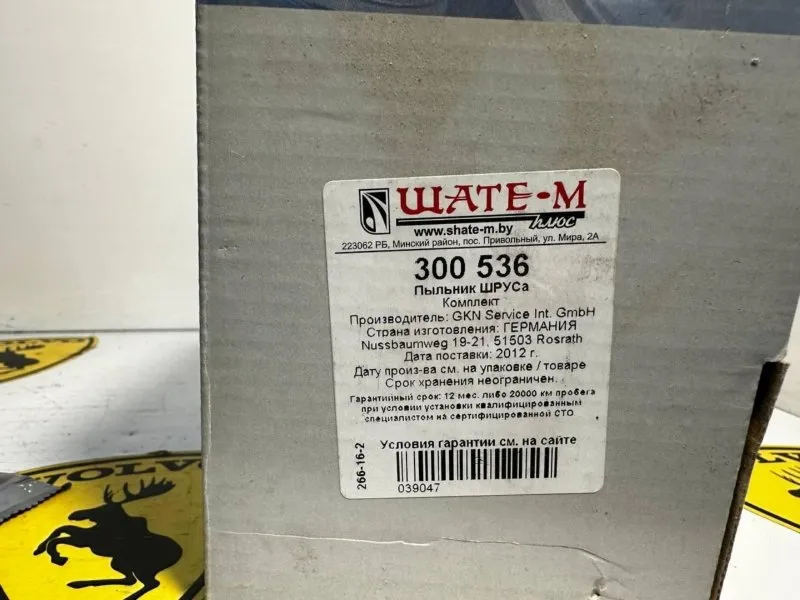 ШАТЕ-М
плюс
www.shate-m.by
223062 РБ, Минский район, пос. Привольный, ул. Мира, 2А
300 536
Пыльник ШРУСа
Комплект
Производитель: GKN Service Int. GmbH
Страна изготовления: ГЕРМАНИЯ
Nussbaumweg 19-21, 51503 Rosrath
Дата поставки: 2012 г.
Дату произ-ва см. на упаковке / товаре
Срок хранения неограничен.
Гарантийный срок: 12 мес. либо 20000 км пробега
при условии установки квалифицированным
специалистом на сертифицированной СТО
Условия гарантии см. на сайте
266-16-2
039047